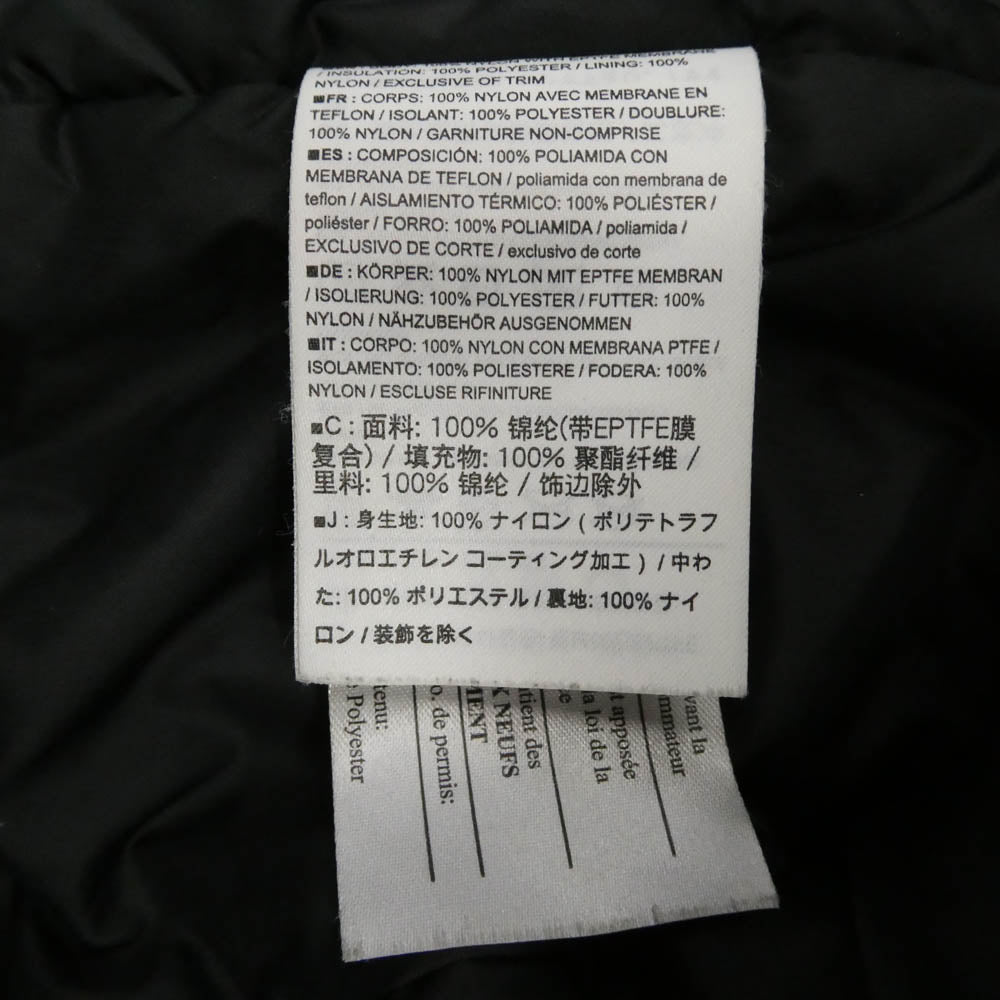 NYLON WITH EPTFE MEMBRANE
/ INSULATION: 100% POLYESTER / LINING: 100%
NYLON / EXCLUSIVE OF TRIM
■FR : CORPS: 100% NYLON AVEC MEMBRANE EN
TEFLON / ISOLANT: 100% POLYESTER / DOUBLURE:
100% NYLON / GARNITURE NON-COMPRISE
■ES : COMPOSICIÓN: 100% POLIAMIDA CON
MEMBRANA DE TEFLON / poliamida con membrana de
teflon / AISLAMIENTO TÉRMICO: 100% POLIÉSTER /
poliéster / FORRO: 100% POLIAMIDA / poliamida /
EXCLUSIVO DE CORTE / exclusivo de corte
■DE : KÖRPER: 100% NYLON MIT EPTFE MEMBRAN
/ ISOLIERUNG: 100% POLYESTER / FUTTER: 100%
NYLON / NÄHZUBEHÖR AUSGENOMMEN
■IT : CORPO: 100% NYLON CON MEMBRANA PTFE /
ISOLAMENTO: 100% POLIESTERE / FODERA: 100%
NYLON / ESCLUSE RIFINITURE
■C : 面料: 100% 锦纶(带EPTFE膜
复合) / 填充物: 100% 聚酯纤维 /
里料: 100% 锦纶 / 饰边除外
■J : 身生地: 100% ナイロン ( ポリテトラフ
ルオロエチレン コーティング加工 ) / 中わ
た: 100% ポリエステル / 裏地: 100% ナイ
ロン / 装飾を除く
vant la
mmateur
t apposée
a loi de la
tient des
X NEUFS
MENT
o. de permis:
tenu:
Polyester